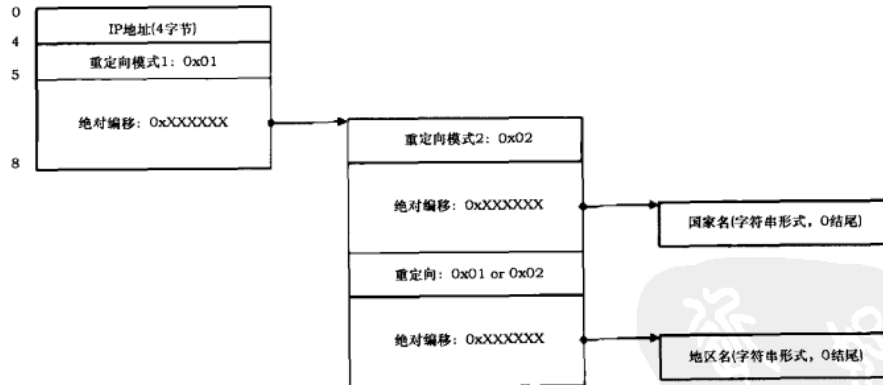 0
IP地址(4字节)
4
重定向模式1: 0x01
5
绝对偏移: 0xXXXXXX
8
重定向模式2: 0x02
绝对偏移: 0xXXXXXX
国家名(字符串形式, 0结尾)
重定向: 0x01 or 0x02
绝对偏移: 0xXXXXXX
地区名(字符串形式, 0结尾)